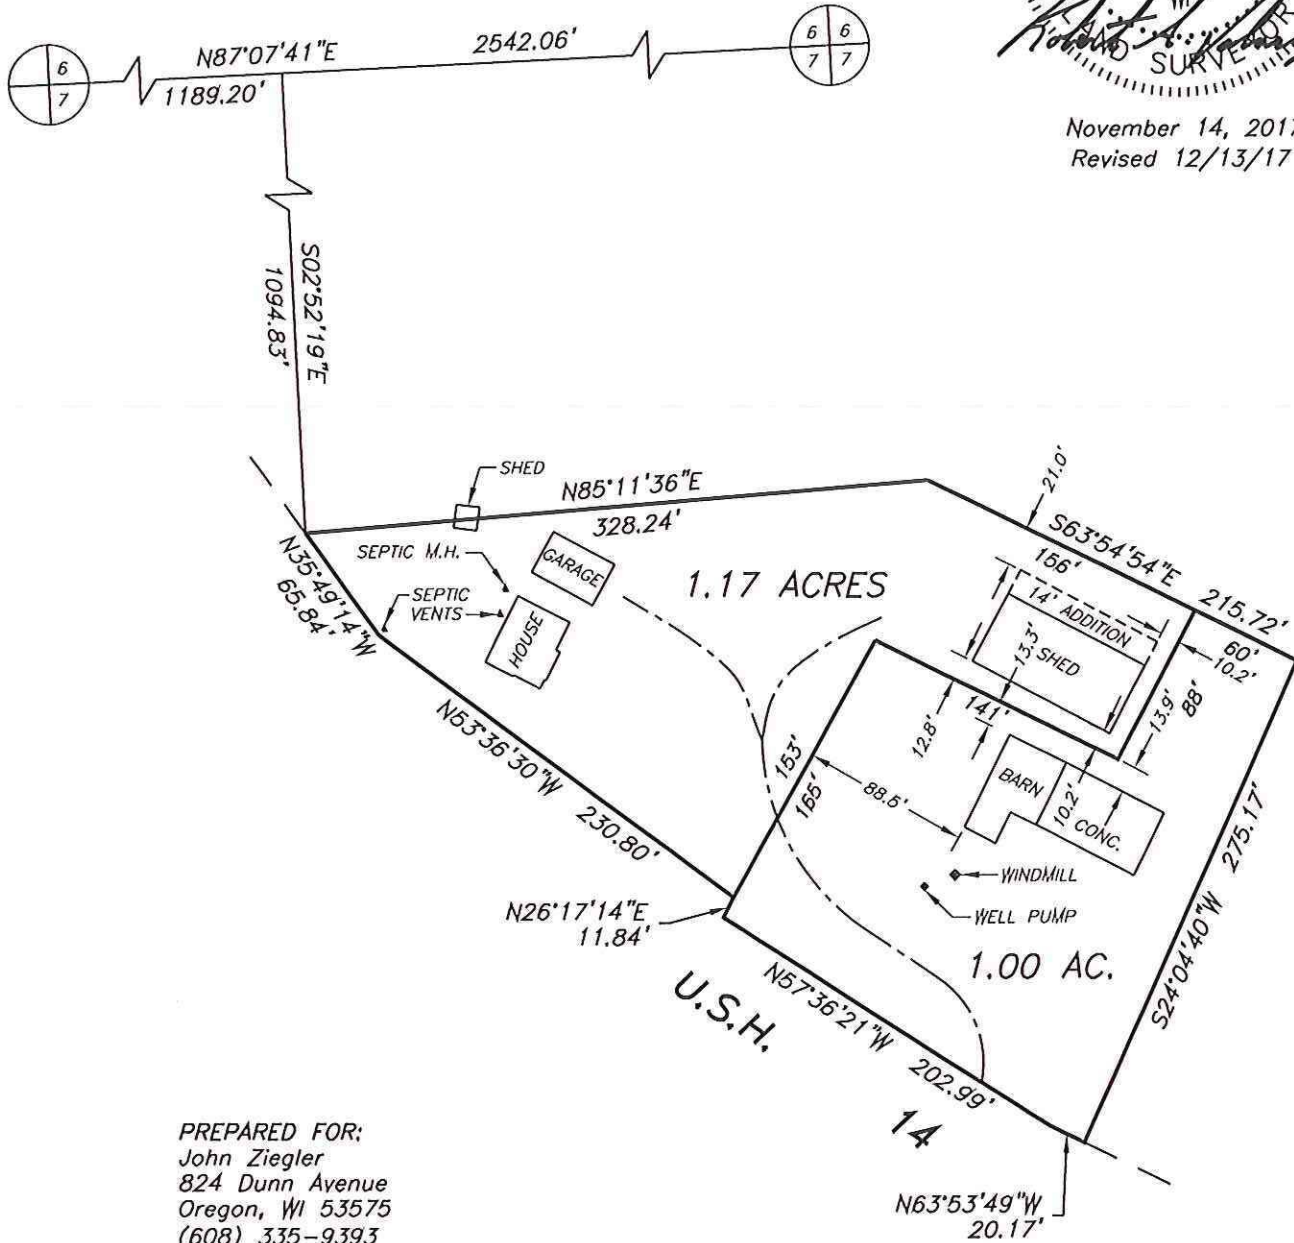 6
7
N87°07'41"E
1189.20'
2542.06'
6 6
7 7
LAND SURVEYOR
WI
November 14, 2017
Revised 12/13/17
S02°52'19"E
1094.83'
SHED
N85°11'36"E
328.24'
SEPTIC M.H.
GARAGE
SEPTIC
VENTS
HOUSE
N35°49'14"W
65.84'
1.17 ACRES
21.0'
S63°54'54"E
215.72'
156'
60'
14' ADDITION
SHED
13.3'
10.2'
13.9'
88'
12.8'
141'
153'
165'
88.5'
BARN
10.2'
CONC.
WINDMILL
WELL PUMP
1.00 AC.
S24°04'40"W 275.17'
N53°36'30"W 230.80'
N26°17'14"E
11.84'
U.S.H.
14
N57°36'21"W 202.99'
N63°53'49"W
20.17'
PREPARED FOR:
John Ziegler
824 Dunn Avenue
Oregon, WI 53575
(608) 335-9393